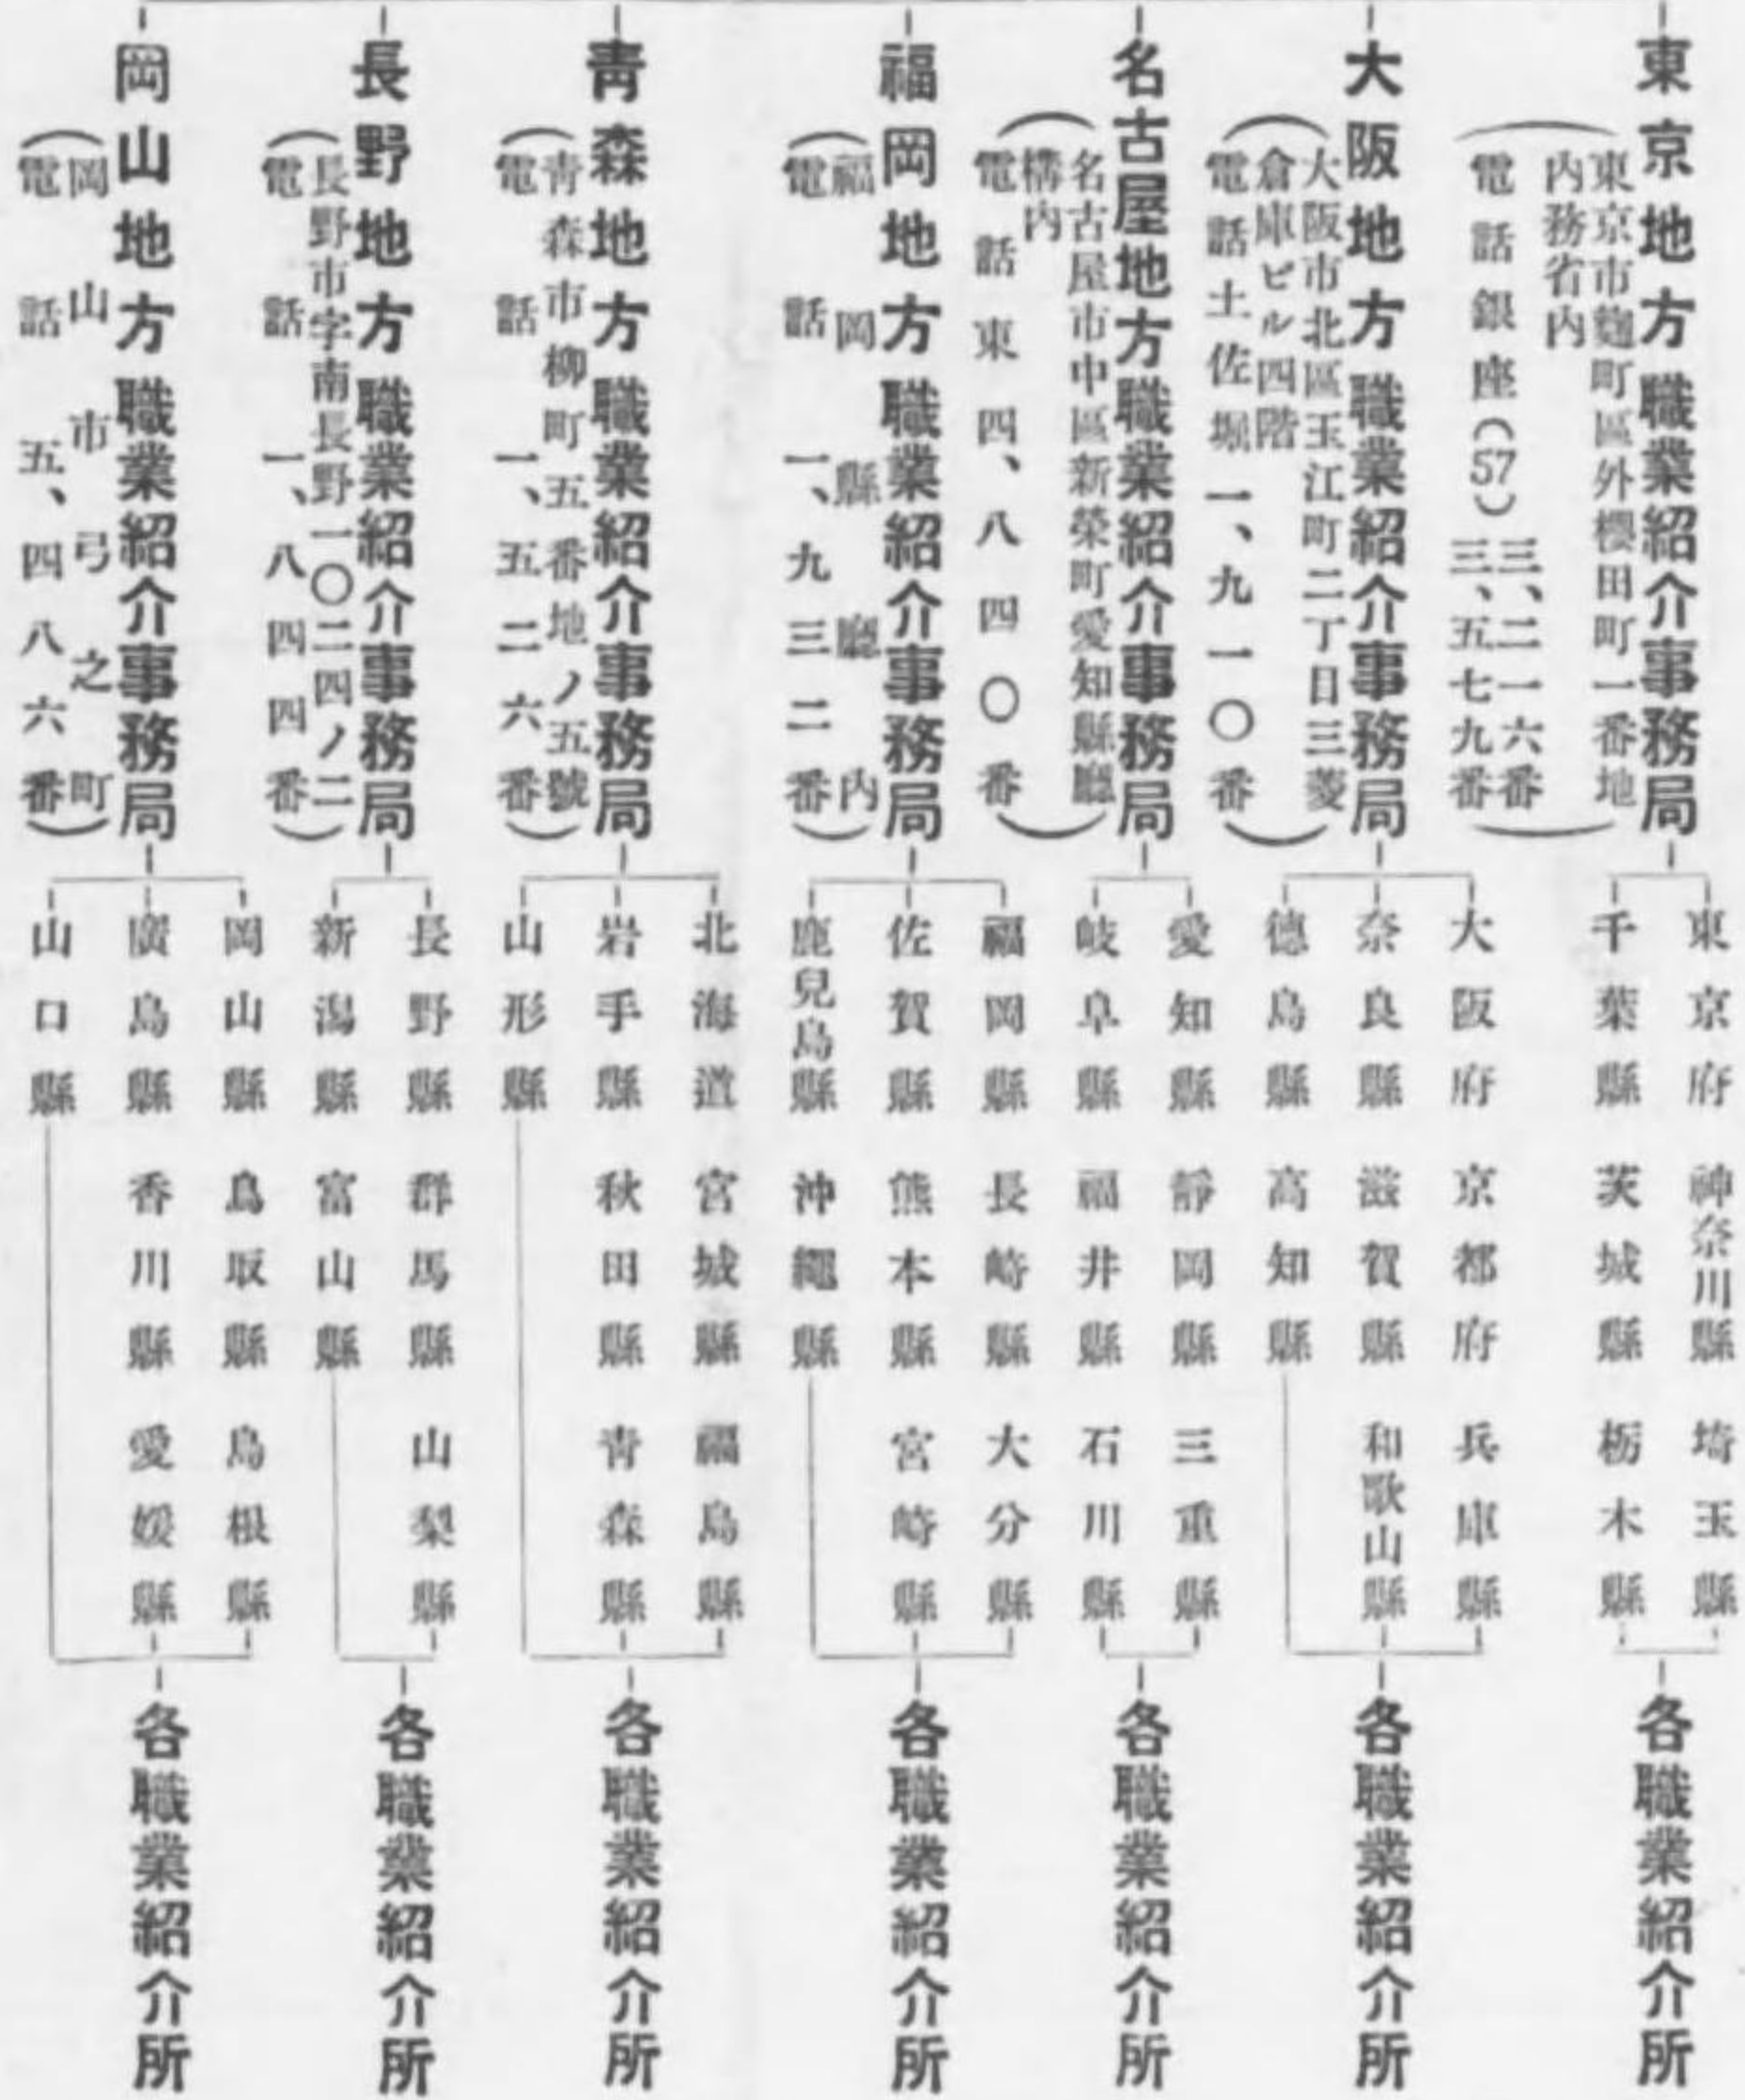 東京地方職業紹介事務局
東京市麴町區外櫻田町一番地
内務省内
電話銀座(57)三、二一六番
三、五七九番
東京府 神奈川縣 埼玉縣
千葉縣 茨城縣 栃木縣
各職業紹介所
大阪地方職業紹介事務局
大阪市北區玉江町二丁目三菱
倉庫ビル四階
電話土佐堀一、九一〇番
大阪府 京都府 兵庫縣
奈良縣 滋賀縣 和歌山縣
德島縣 高知縣
各職業紹介所
名古屋地方職業紹介事務局
名古屋市中區新榮町愛知縣廳
構内
電話東四、八四〇番
愛知縣 靜岡縣 三重縣
岐阜縣 福井縣 石川縣
各職業紹介所
福岡地方職業紹介事務局
福岡縣廳内
電話一、九三二番
福岡縣 長崎縣 大分縣
佐賀縣 熊本縣 宮崎縣
鹿兒島縣 沖繩縣
各職業紹介所
靑森地方職業紹介事務局
靑森市柳町五番地ノ五號
電話一、五二六番
北海道 宮城縣 福島縣
岩手縣 秋田縣 靑森縣
山形縣
各職業紹介所
長野地方職業紹介事務局
長野市字南長野一〇二四ノ二
電話一、八四四番
長野縣 群馬縣 山梨縣
新潟縣 富山縣
各職業紹介所
岡山地方職業紹介事務局
岡山市弓之町
電話五、四八六番
岡山縣 鳥取縣 島根縣
廣島縣 香川縣 愛媛縣
山口縣
各職業紹介所